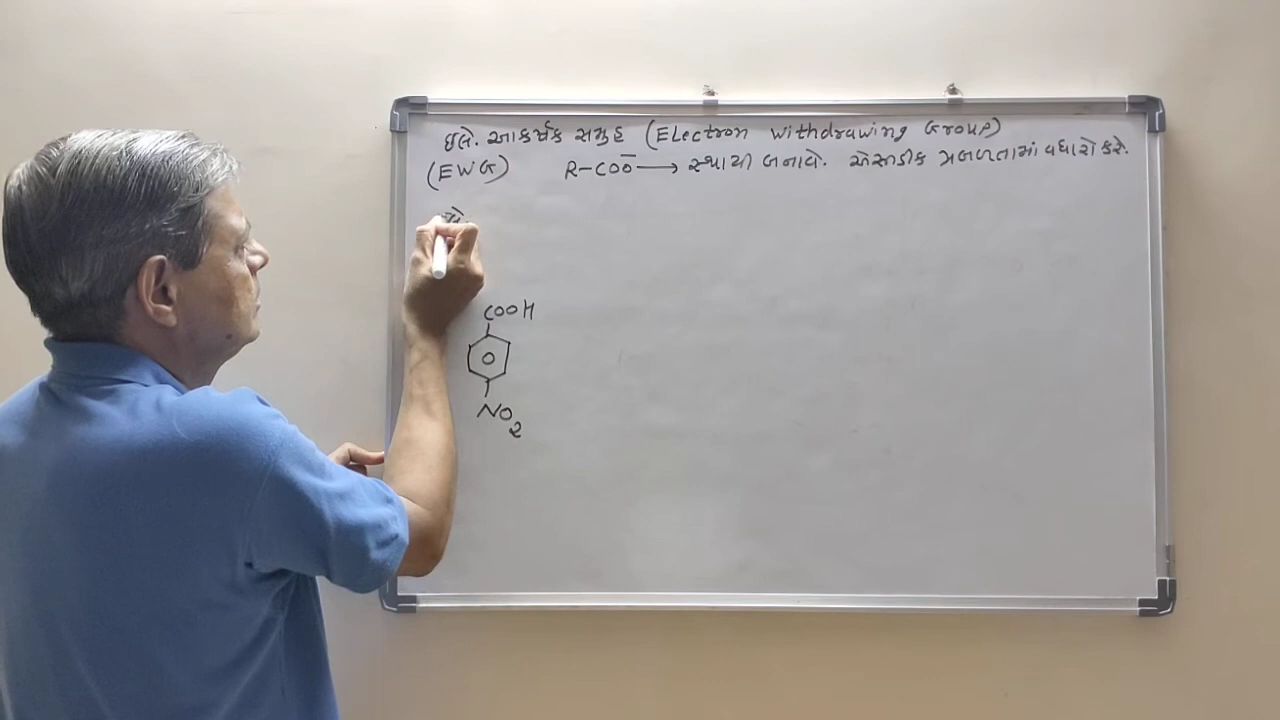 ઇલે. આકર્ષક સમુહ (Electron withdrawing Group)
(EWG) R-COO̅ → સ્થાયી બનાવે. એસીડીક પ્રબળતામાં વધારો કરે.
COOH
NO2